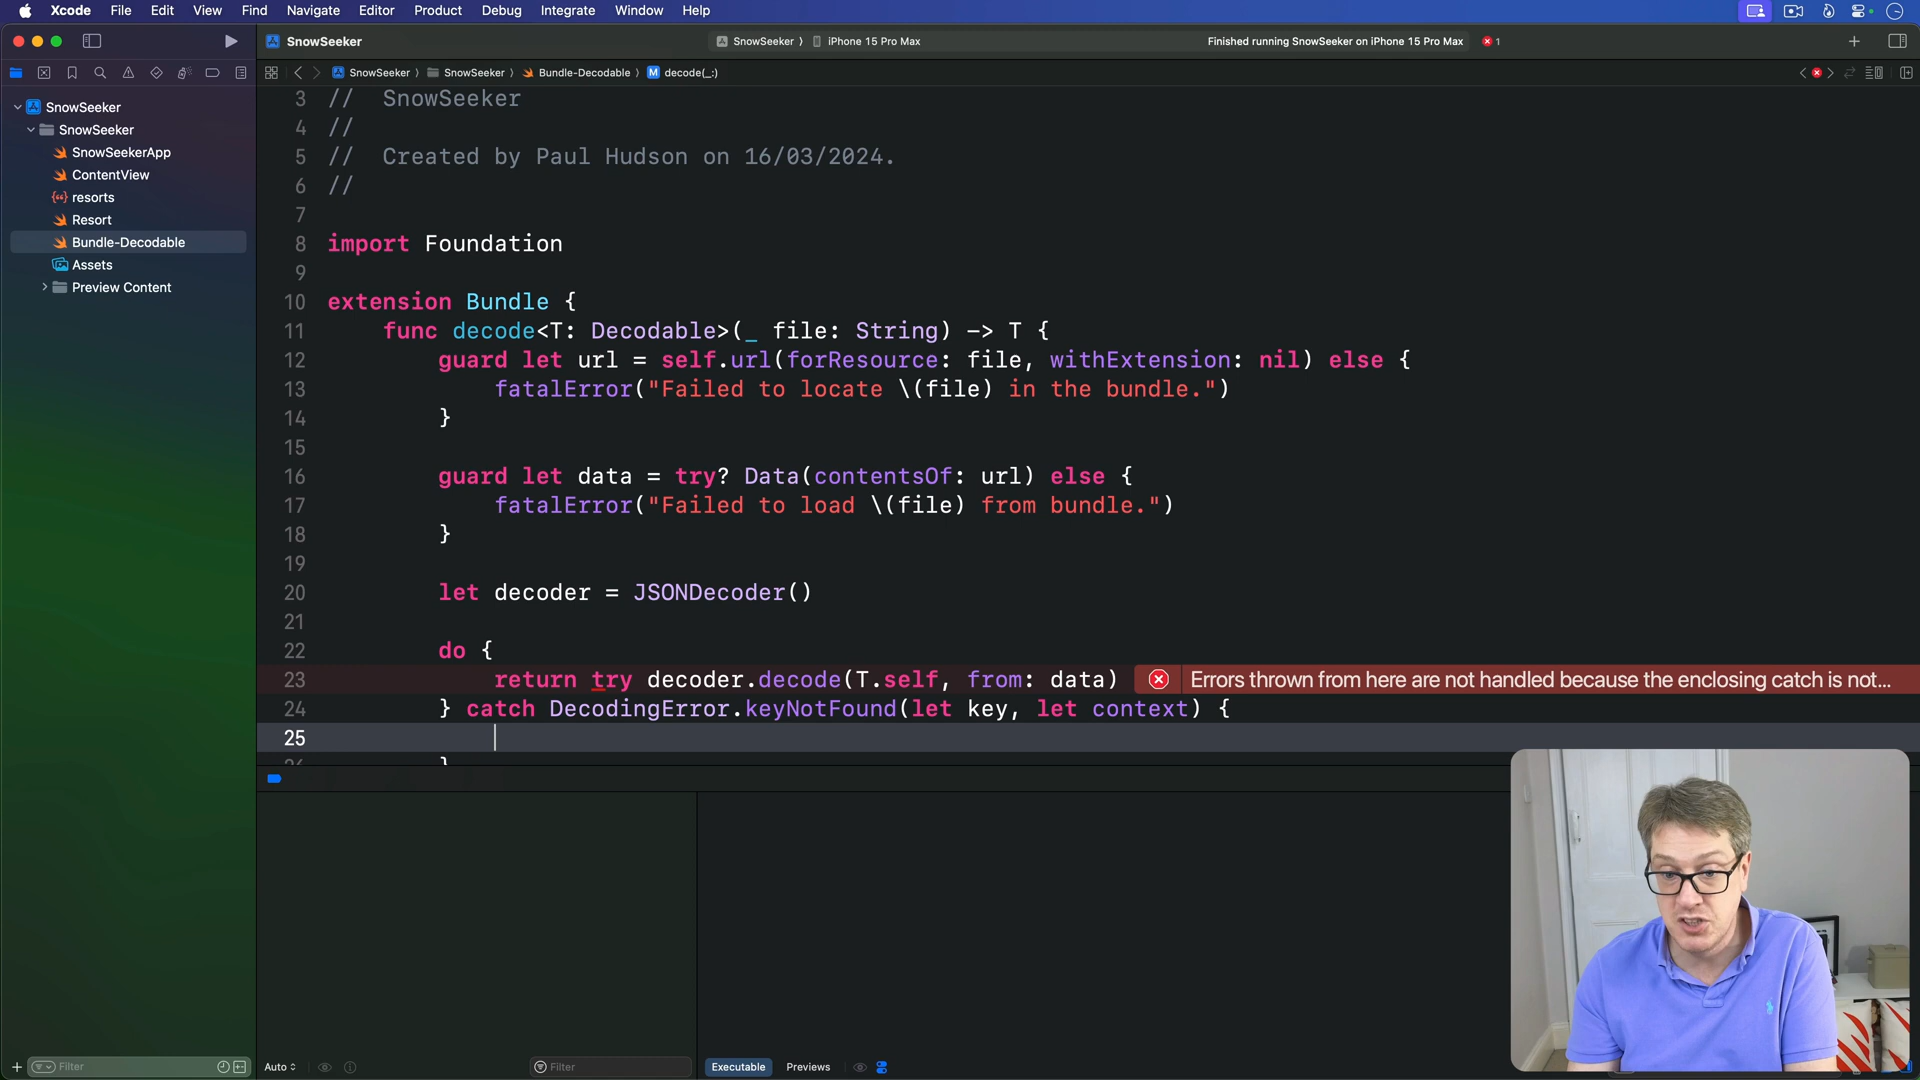 Xcode File Edit View Find Navigate Editor Product Debug Integrate Window Help
SnowSeeker
SnowSeeker ⟩ iPhone 15 Pro Max
Finished running SnowSeeker on iPhone 15 Pro Max
1
SnowSeeker ⟩ SnowSeeker ⟩ Bundle-Decodable ⟩ M decode(_:)
SnowSeeker
SnowSeeker
SnowSeekerApp
ContentView
resorts
Resort
Bundle-Decodable
Assets
Preview Content
3 //  SnowSeeker
4 //
5 //  Created by Paul Hudson on 16/03/2024.
6 //
7
8 import Foundation
9
10 extension Bundle {
11     func decode<T: Decodable>(_ file: String) -> T {
12         guard let url = self.url(forResource: file, withExtension: nil) else {
13             fatalError("Failed to locate \(file) in the bundle.")
14         }
15
16         guard let data = try? Data(contentsOf: url) else {
17             fatalError("Failed to load \(file) from bundle.")
18         }
19
20         let decoder = JSONDecoder()
21
22         do {
23             return try decoder.decode(T.self, from: data)
Errors thrown from here are not handled because the enclosing catch is not...
24         } catch DecodingError.keyNotFound(let key, let context) {
25
26         }
Filter
Auto
Filter
Executable
Previews